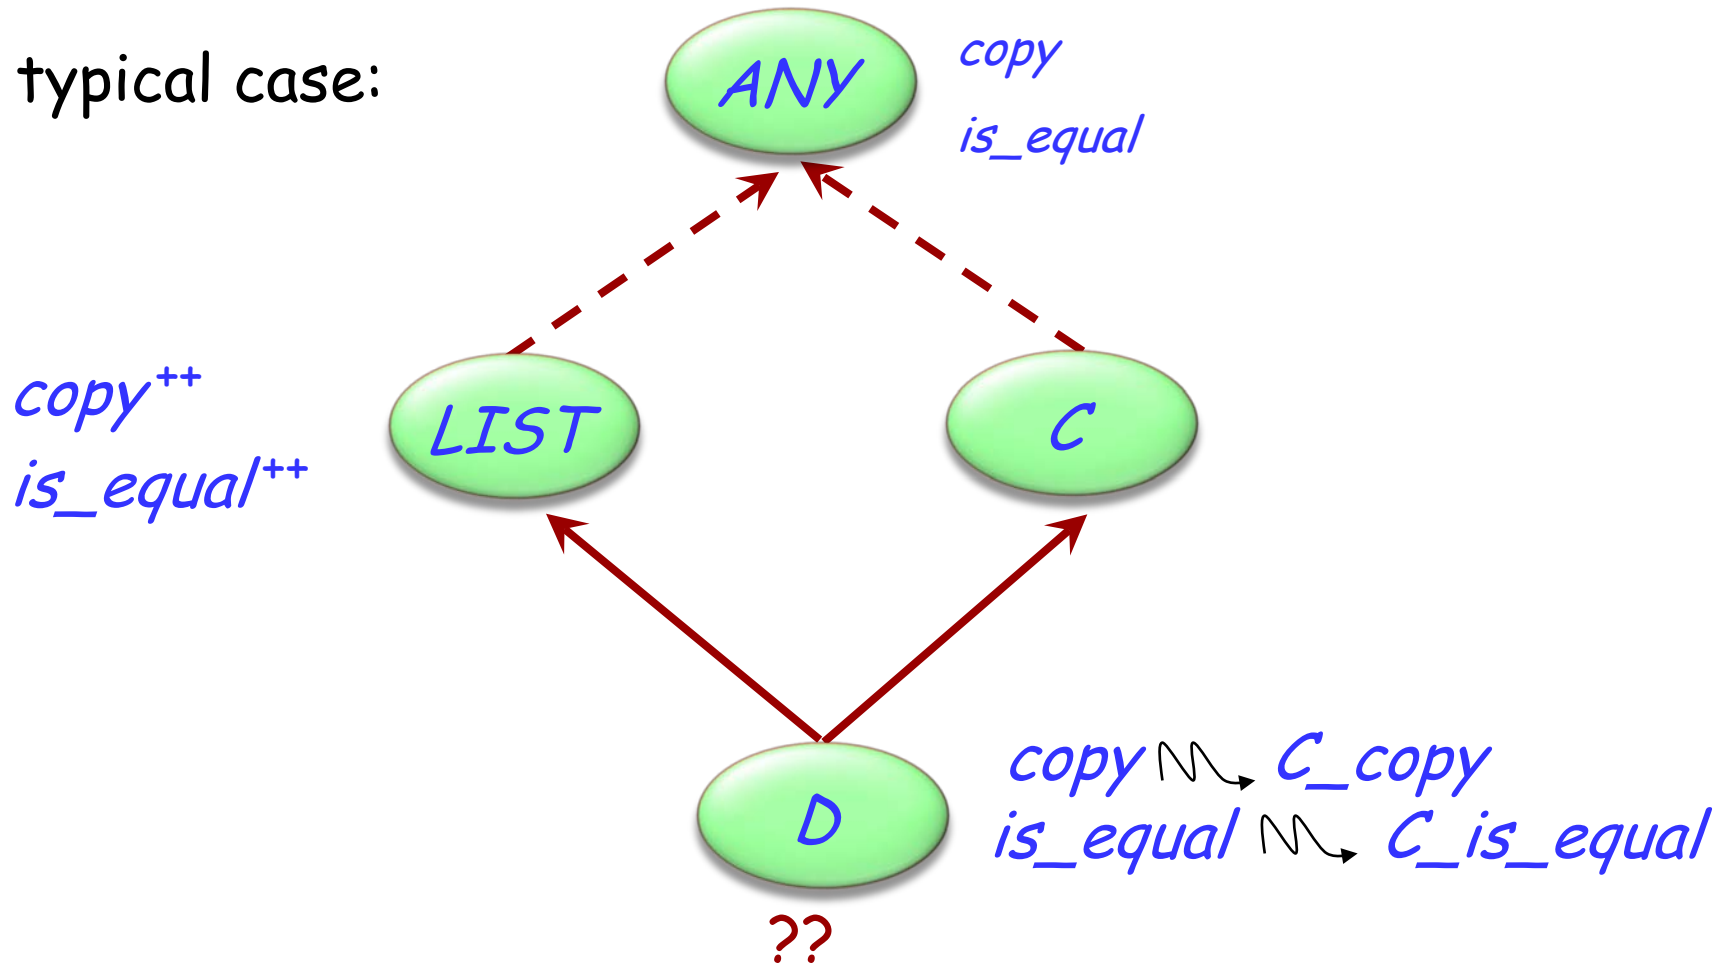 typical case:
ANY
copy
is_equal
copy++
is_equal++
LIST
C
D
copy C_copy
is_equal C_is_equal
??